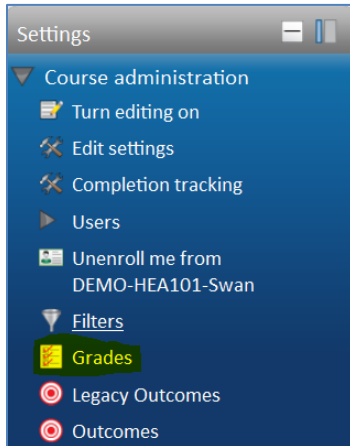 Settings
Course administration
Turn editing on
Edit settings
Completion tracking
Users
Unenroll me from
DEMO-HEA101-Swan
Filters
Grades
Legacy Outcomes
Outcomes